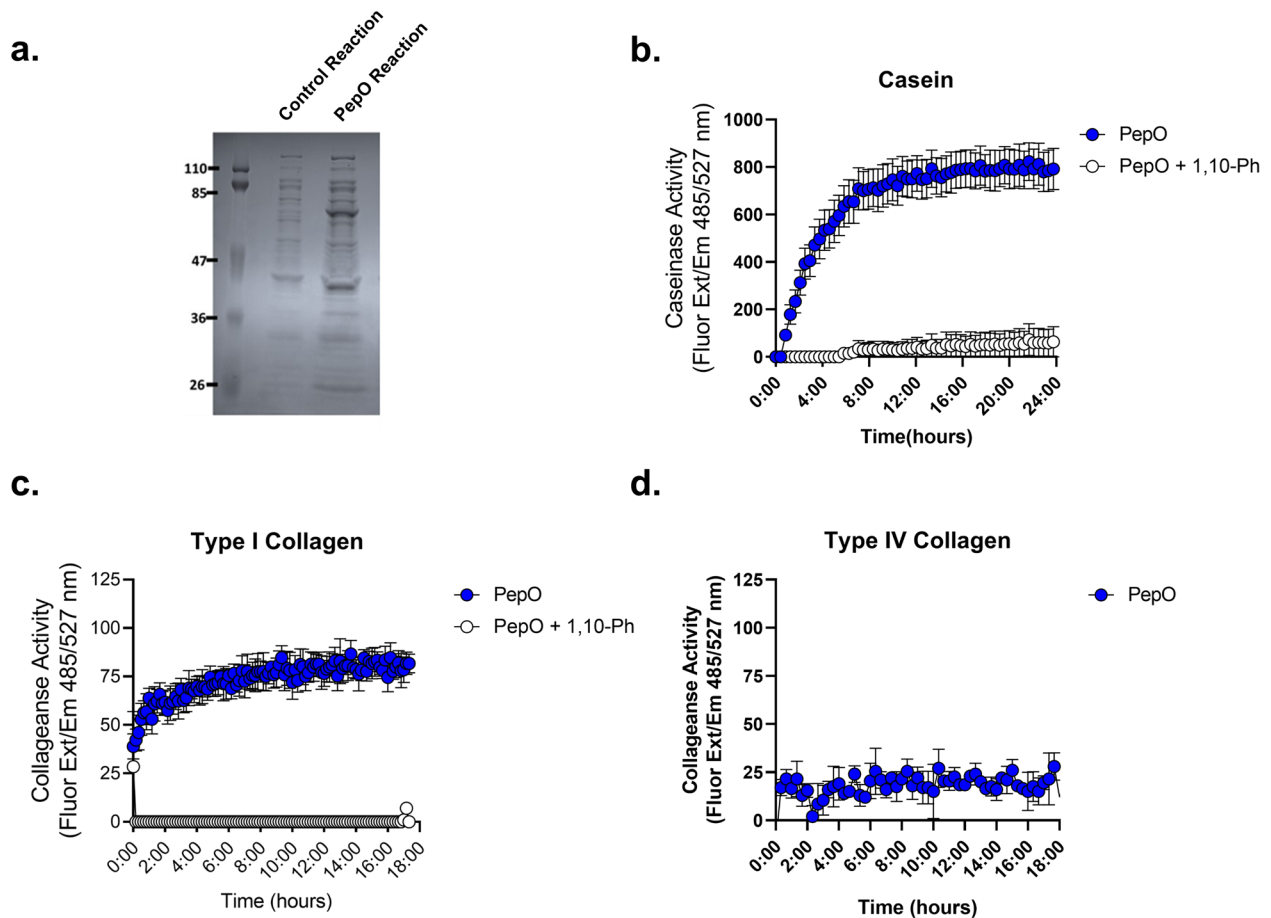 a.
Control Reaction
PepO Reaction
110
85
47
36
26
b.
Casein
Caseinase Activity
(Fluor Ext/Em 485/527 nm)
1000
800
600
400
200
0
0:00
4:00
8:00
12:00
16:00
20:00
24:00
Time(hours)
PepO
PepO + 1,10-Ph
c.
Type I Collagen
Collageanse Activity
(Fluor Ext/Em 485/527 nm)
125
100
75
50
25
0
0:00
2:00
4:00
6:00
8:00
10:00
12:00
14:00
16:00
18:00
Time (hours)
PepO
PepO + 1,10-Ph
d.
Type IV Collagen
Collageanse Activity
(Fluor Ext/Em 485/527 nm)
125
100
75
50
25
0
0:00
2:00
4:00
6:00
8:00
10:00
12:00
14:00
16:00
18:00
Time (hours)
PepO